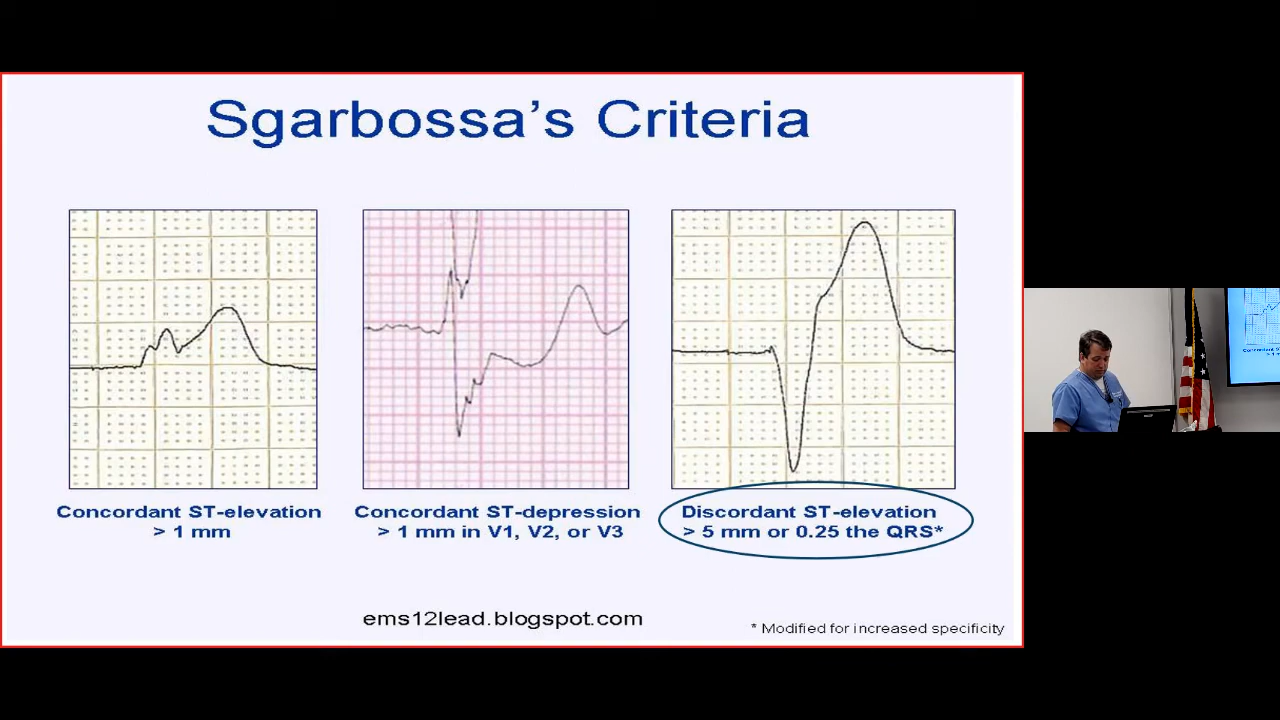 Sgarbossa's Criteria
Concordant ST-elevation
> 1 mm
Concordant ST-depression
> 1 mm in V1, V2, or V3
Discordant ST-elevation
> 5 mm or 0.25 the QRS*
ems12lead.blogspot.com
* Modified for increased specificity